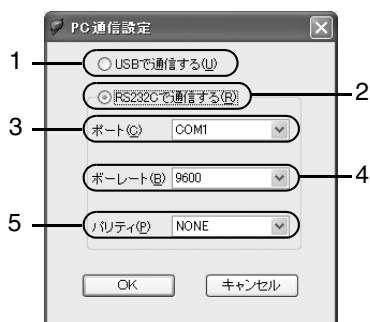 PC通信設定
1 USBで通信する(U)
RS232Cで通信する(R) 2
3 ポート(C) COM1
ボーレート(B) 9600 4
5 パリティ(P) NONE
OK キャンセル